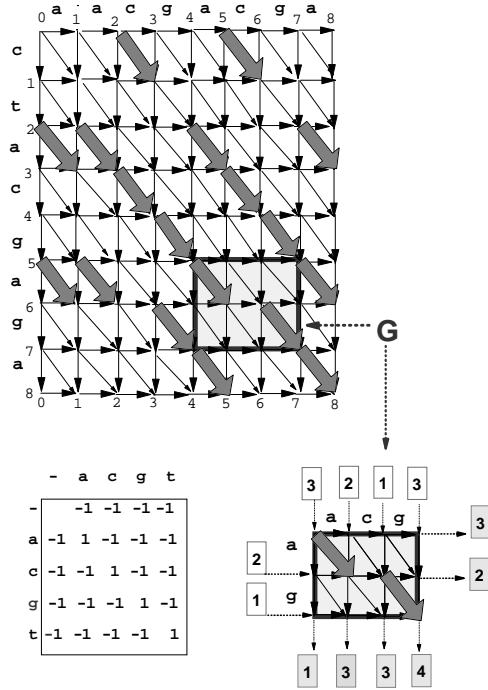 a a c g a c g a
0 1 2 3 4 5 6 7 8
c
1
t
2
a
3
c
4
g
5
a
6
g
7
a
8
0 1 2 3 4 5 6 7 8
G
- a c g t
- -1 -1 -1 -1
a -1 1 -1 -1 -1
c -1 -1 1 -1 -1
g -1 -1 -1 1 -1
t -1 -1 -1 -1 1
3 2 1 3
a c g
3
a
2
2
g
1
1 3 3 4